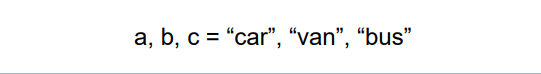 a, b, c = “car”, “van”, “bus”